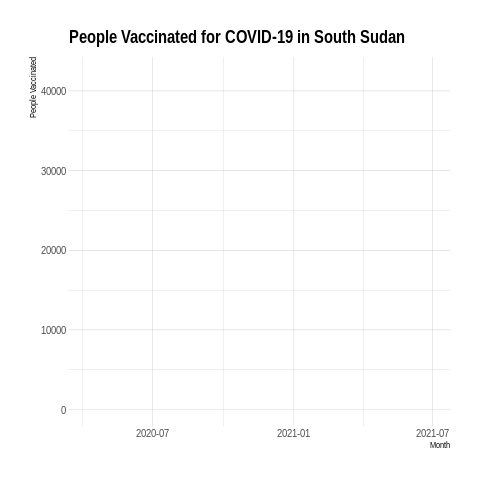 People Vaccinated for COVID-19 in South Sudan
People Vaccinated
40000
30000
20000
10000
0
2020-07
2021-01
2021-07
Month